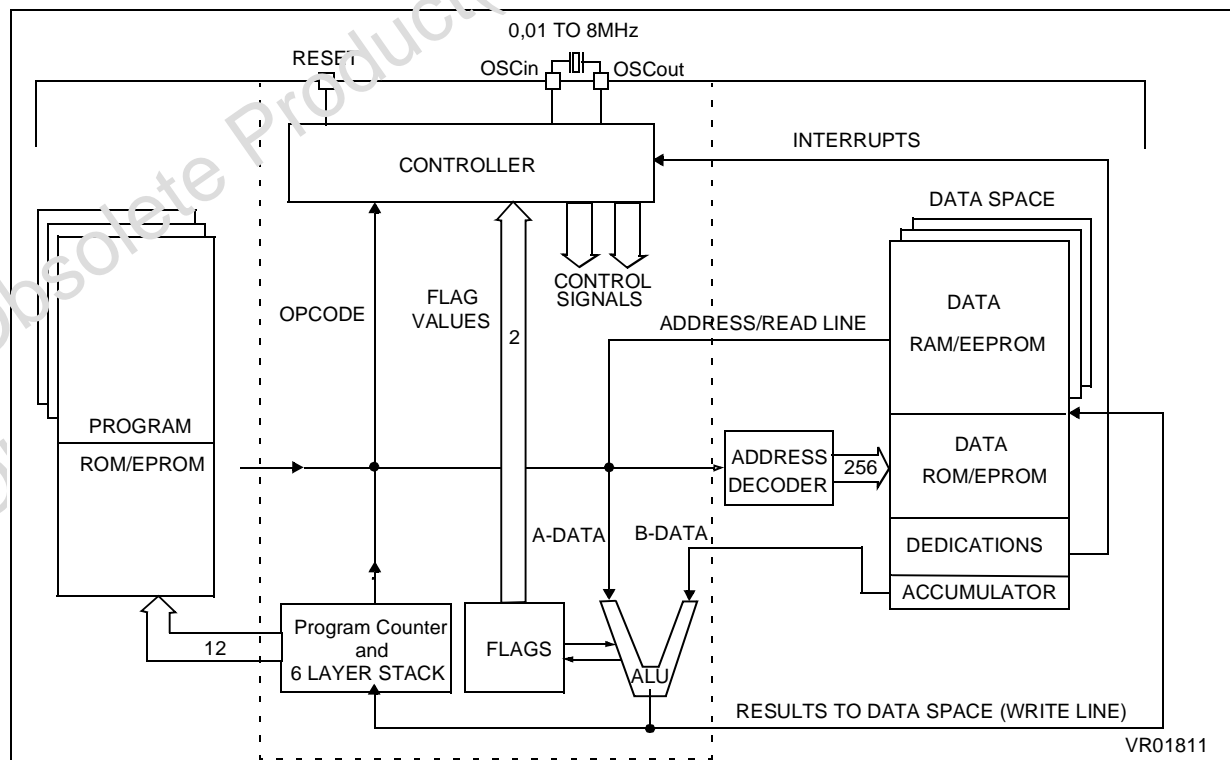 0,01 TO 8MHz
RESET
OSCin
OSCout
CONTROLLER
INTERRUPTS
DATA SPACE
CONTROL
SIGNALS
OPCODE
FLAG
VALUES
2
ADDRESS/READ LINE
DATA
RAM/EEPROM
PROGRAM
ROM/EPROM
ADDRESS
DECODER
256
DATA
ROM/EPROM
A-DATA
B-DATA
DEDICATIONS
ACCUMULATOR
12
Program Counter
and
6 LAYER STACK
FLAGS
ALU
RESULTS TO DATA SPACE (WRITE LINE)
VR01811
Obsolete Product(